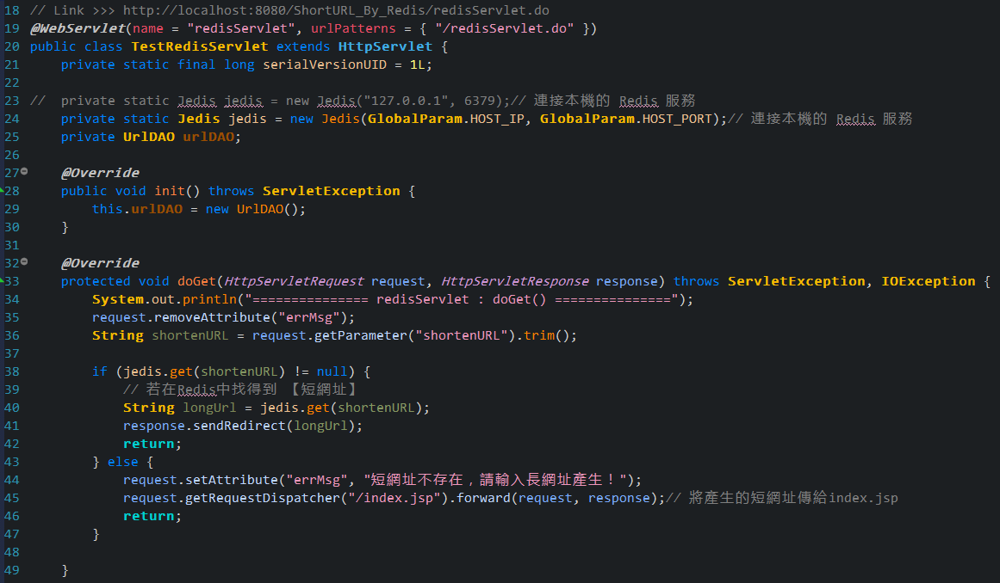 18 // Link >>> http://localhost:8080/ShortURL_By_Redis/redisServlet.do
19 @WebServlet(name = "redisServlet", urlPatterns = { "/redisServlet.do" })
20 public class TestRedisServlet extends HttpServlet {
21     private static final long serialVersionUID = 1L;
22
23 //  private static Jedis jedis = new Jedis("127.0.0.1", 6379);// 連接本機的 Redis 服務
24     private static Jedis jedis = new Jedis(GlobalParam.HOST_IP, GlobalParam.HOST_PORT);// 連接本機的 Redis 服務
25     private UrlDAO urlDAO;
26
27     @Override
28     public void init() throws ServletException {
29         this.urlDAO = new UrlDAO();
30     }
31
32     @Override
33     protected void doGet(HttpServletRequest request, HttpServletResponse response) throws ServletException, IOException {
34         System.out.println("=============== redisServlet : doGet() ===============");
35         request.removeAttribute("errMsg");
36         String shortenURL = request.getParameter("shortenURL").trim();
37
38         if (jedis.get(shortenURL) != null) {
39             // 若在Redis中找得到 【短網址】
40             String longUrl = jedis.get(shortenURL);
41             response.sendRedirect(longUrl);
42             return;
43         } else {
44             request.setAttribute("errMsg", "短網址不存在，請輸入長網址產生！");
45             request.getRequestDispatcher("/index.jsp").forward(request, response);// 將產生的短網址傳給index.jsp
46             return;
47         }
48
49     }